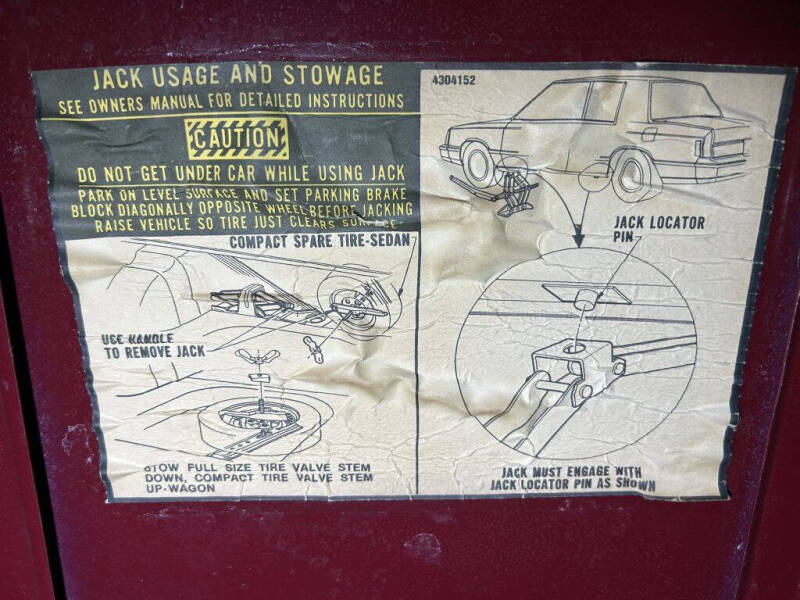 JACK USAGE AND STOWAGE
SEE OWNERS MANUAL FOR DETAILED INSTRUCTIONS
CAUTION
DO NOT GET UNDER CAR WHILE USING JACK
PARK ON LEVEL SURFACE AND SET PARKING BRAKE
BLOCK DIAGONALLY OPPOSITE WHEEL BEFORE JACKING
RAISE VEHICLE SO TIRE JUST CLEARS SURFACE
COMPACT SPARE TIRE-SEDAN
USE HANDLE
TO REMOVE JACK
STOW FULL SIZE TIRE VALVE STEM
DOWN, COMPACT TIRE VALVE STEM
UP-WAGON
4304152
JACK LOCATOR
PIN
JACK MUST ENGAGE WITH
JACK LOCATOR PIN AS SHOWN